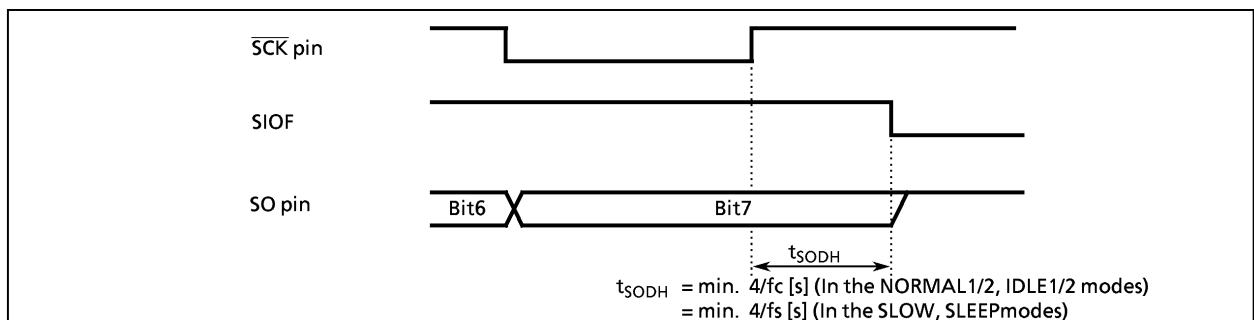 SCK pin
SIOF
SO pin
Bit6 Bit7
tSODH
tSODH = min. 4/fc [s] (In the NORMAL1/2, IDLE1/2 modes)
= min. 4/fs [s] (In the SLOW, SLEEPmodes)